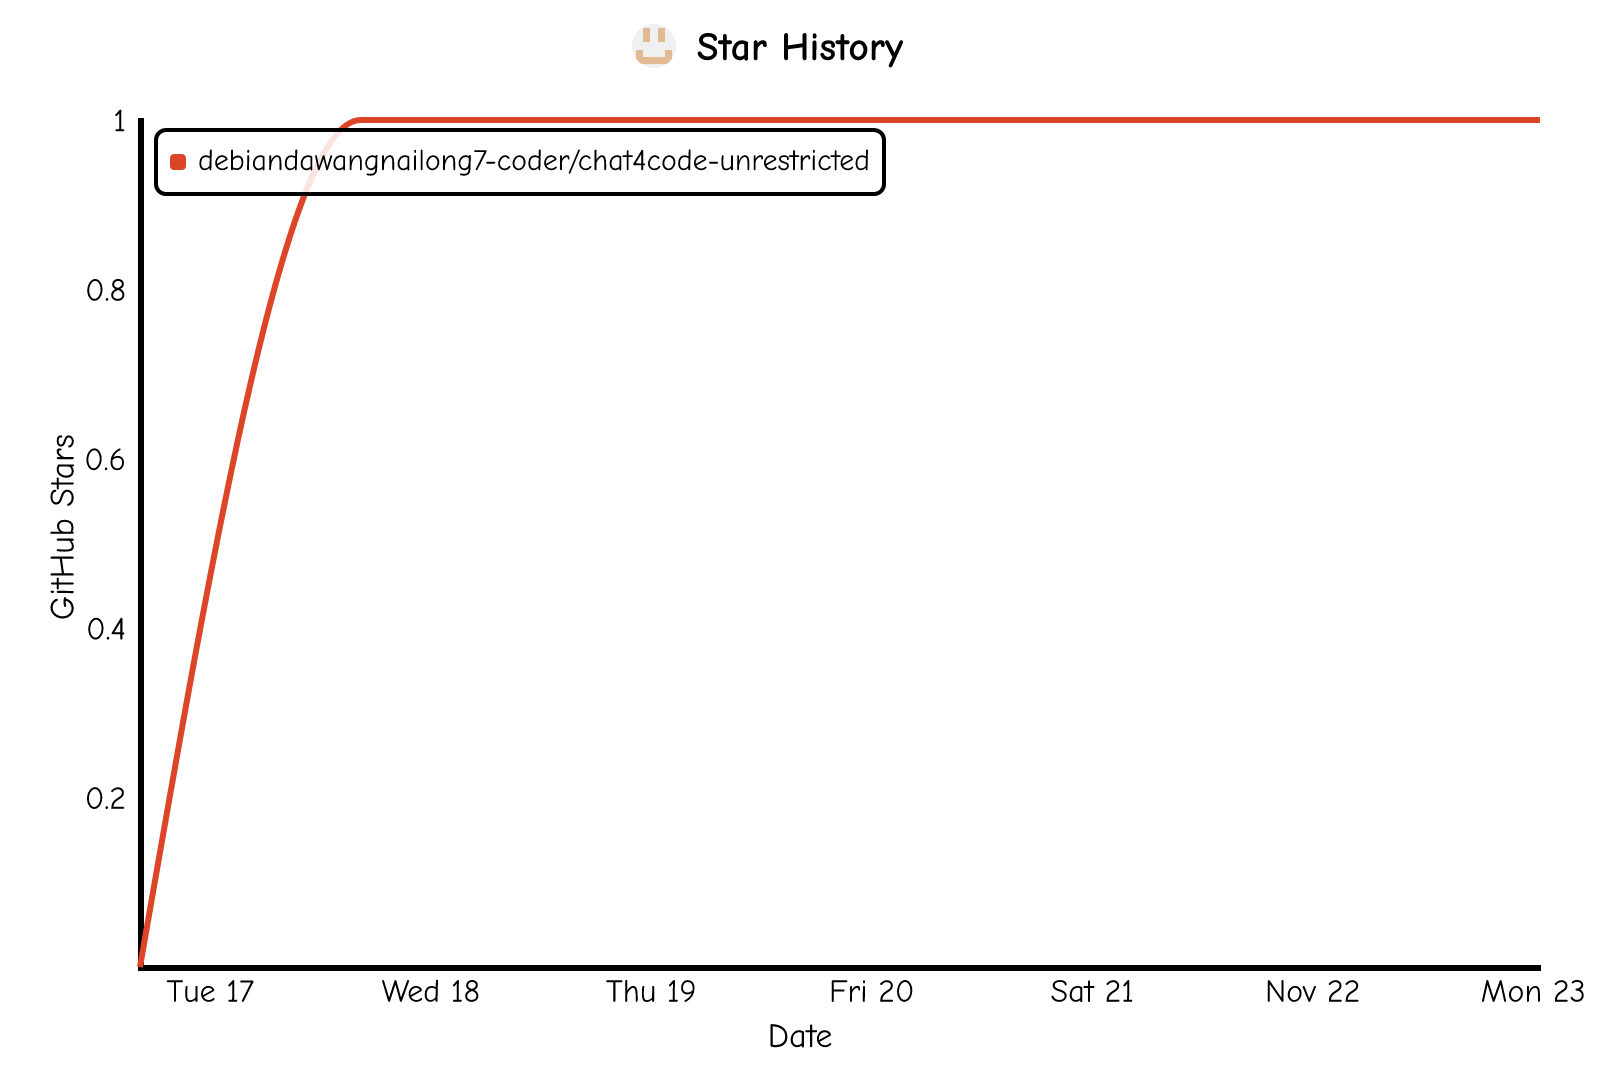 Star History
1
debiandawangnailong7-coder/chat4code-unrestricted
0.8
0.6
0.4
0.2
GitHub Stars
Tue 17 Wed 18 Thu 19 Fri 20 Sat 21 Nov 22 Mon 23
Date